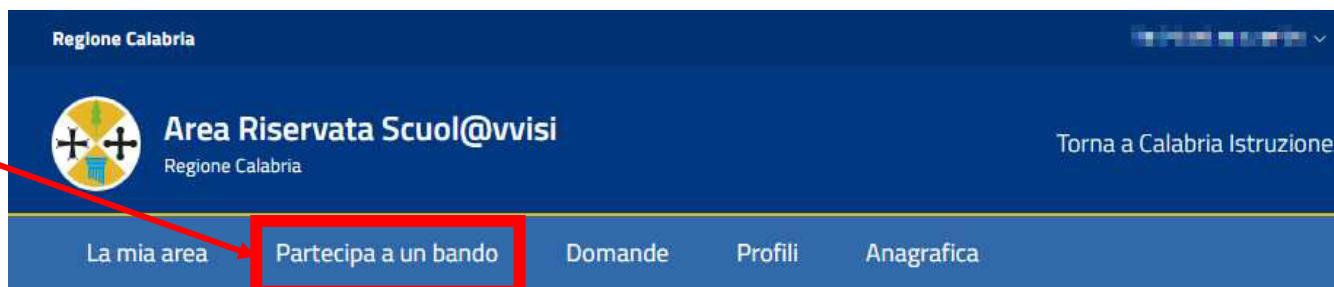 Regione Calabria
Area Riservata Scuol@vvisi
Regione Calabria
Torna a Calabria Istruzione
La mia area Partecipa a un bando Domande Profili Anagrafica